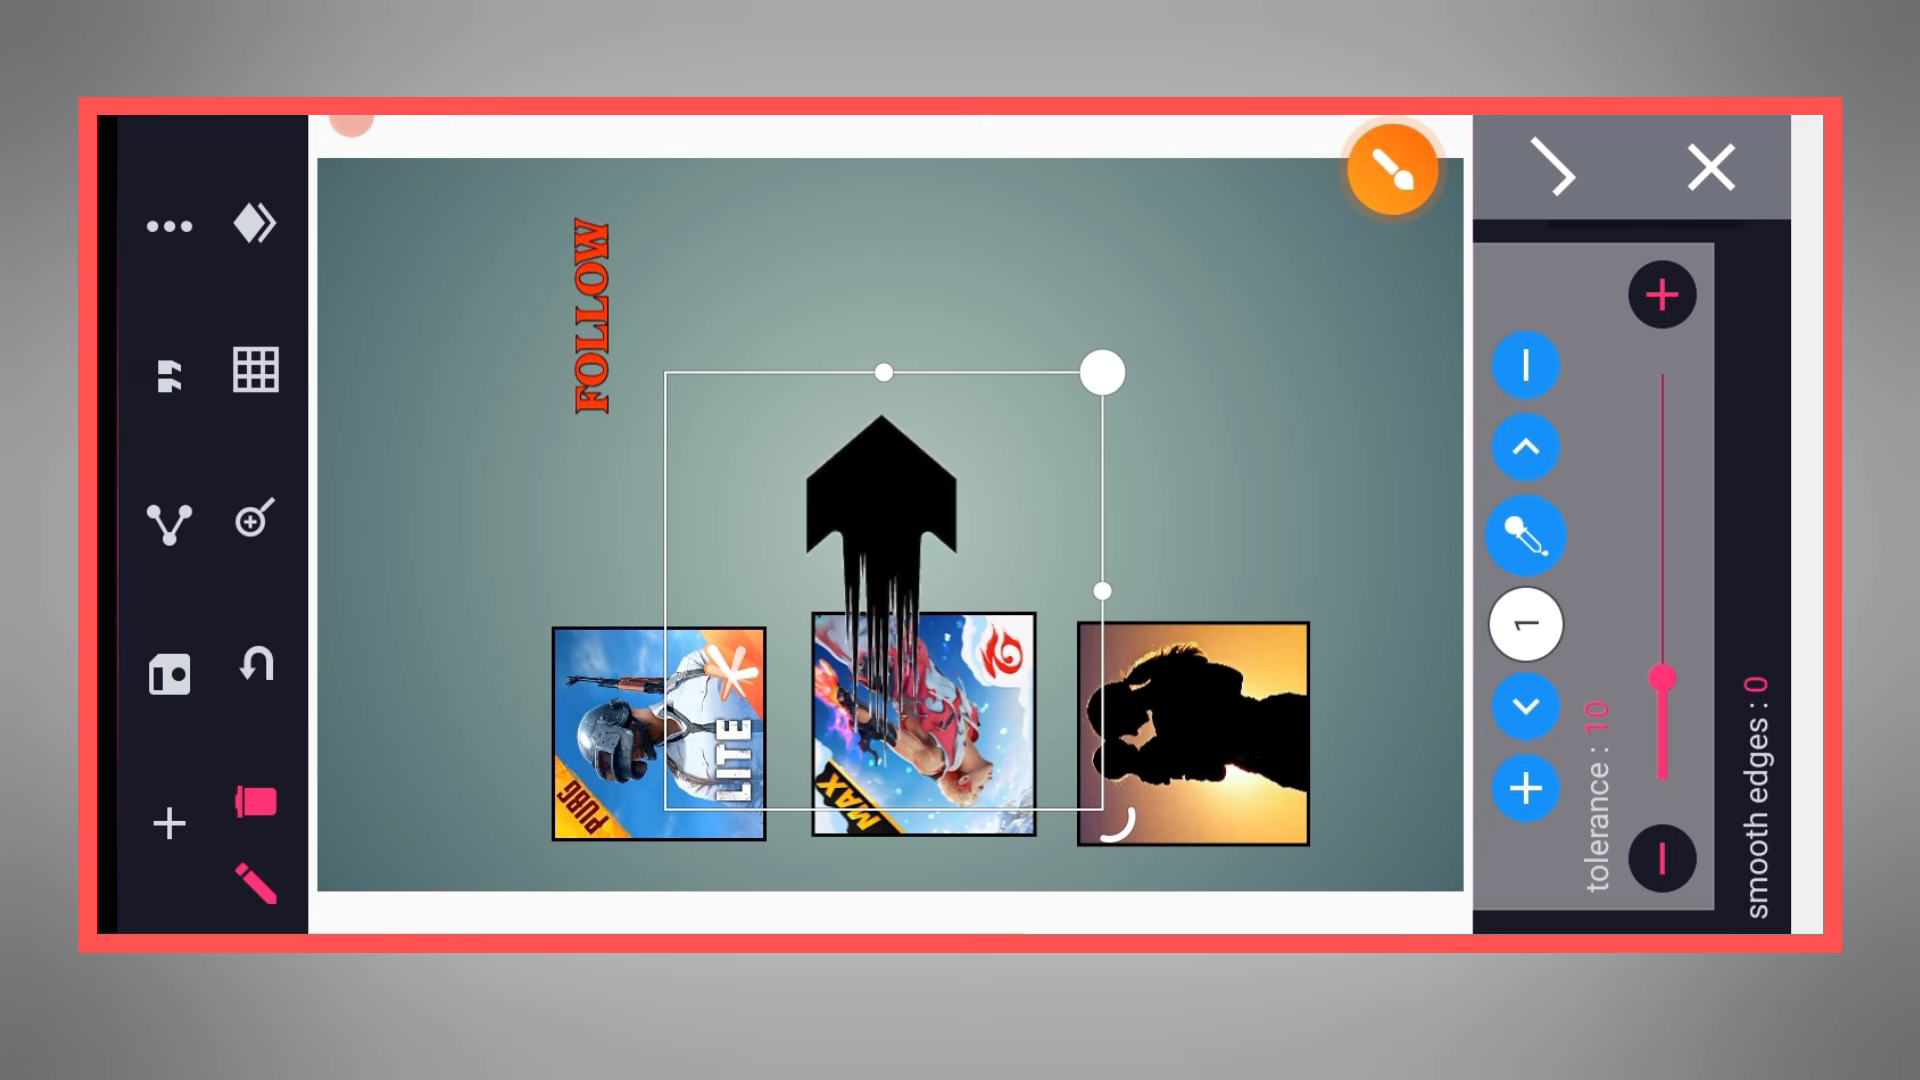 FOLLOW
PUBG
LITE
MAX
1
tolerance : 10
smooth edges : 0